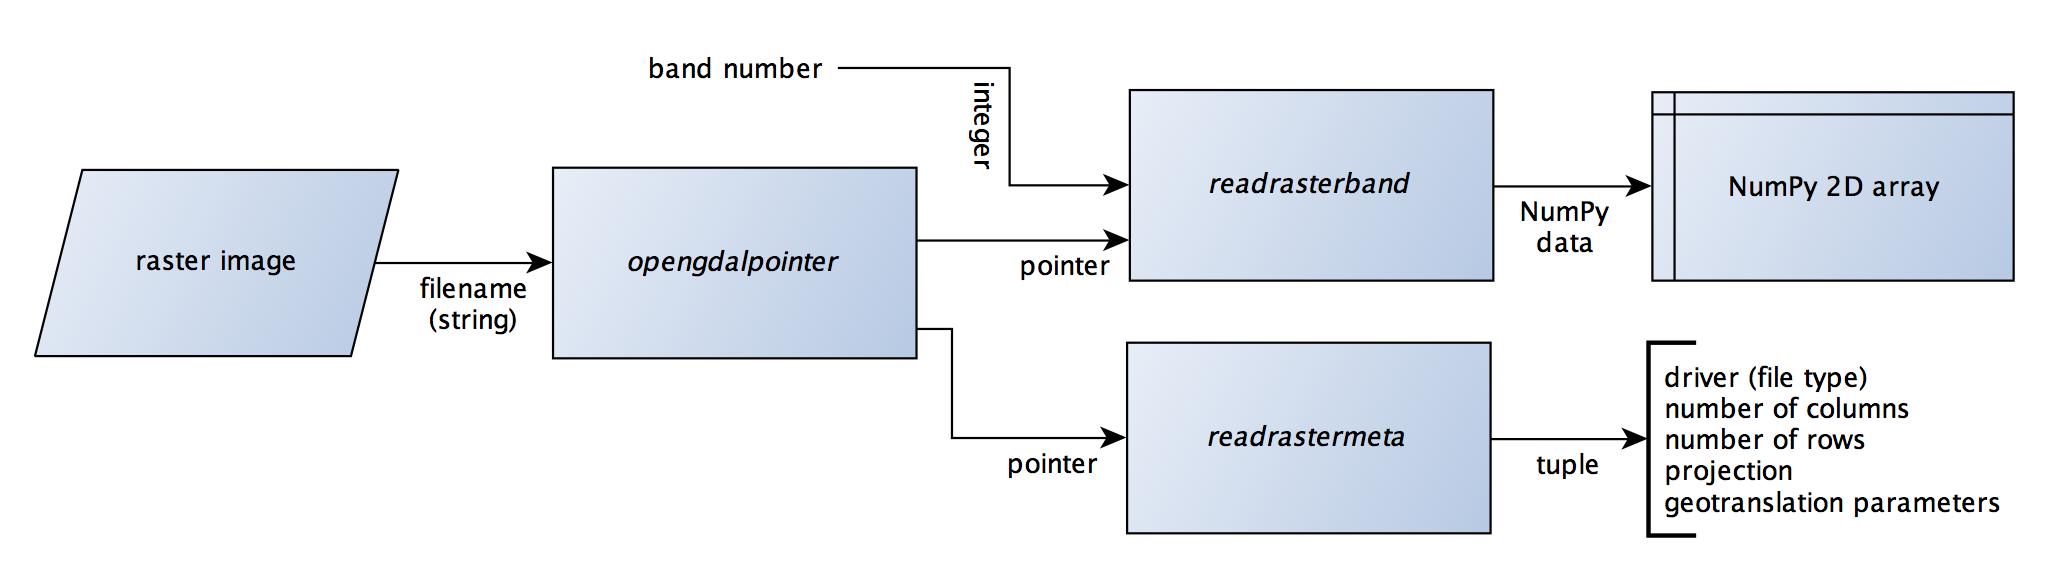 band number
integer
raster image
filename
(string)
opengdalpointer
pointer
readrasterband
NumPy
data
NumPy 2D array
pointer
readrastermeta
tuple
driver (file type)
number of columns
number of rows
projection
geotranslation parameters